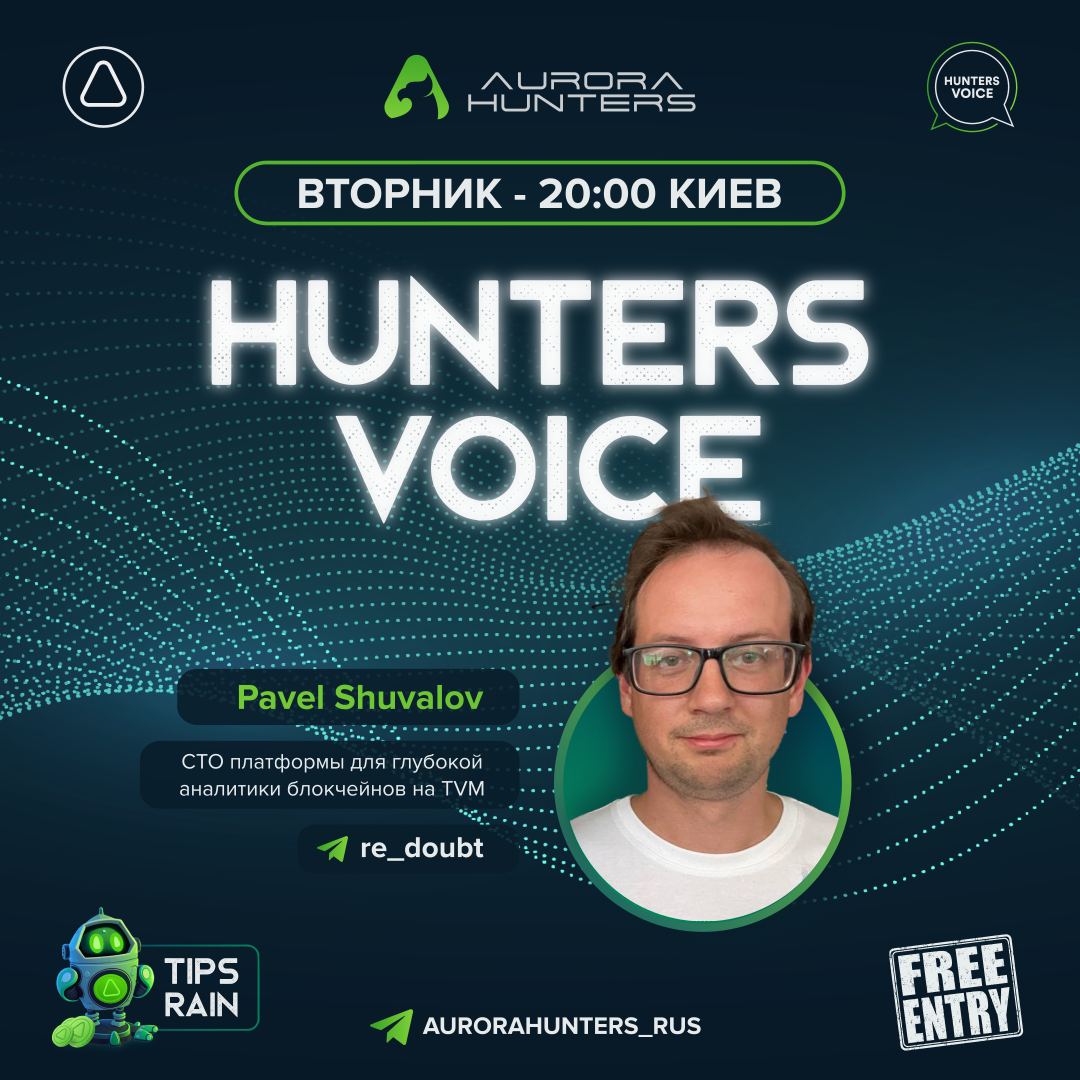 AURORA
HUNTERS
HUNTERS
VOICE
ВТОРНИК - 20:00 КИЕВ
HUNTERS
VOICE
Pavel Shuvalov
CTO платформы для глубокой
аналитики блокчейнов на TVM
re_doubt
TIPS
RAIN
AURORAHUNTERS_RUS
FREE
ENTRY